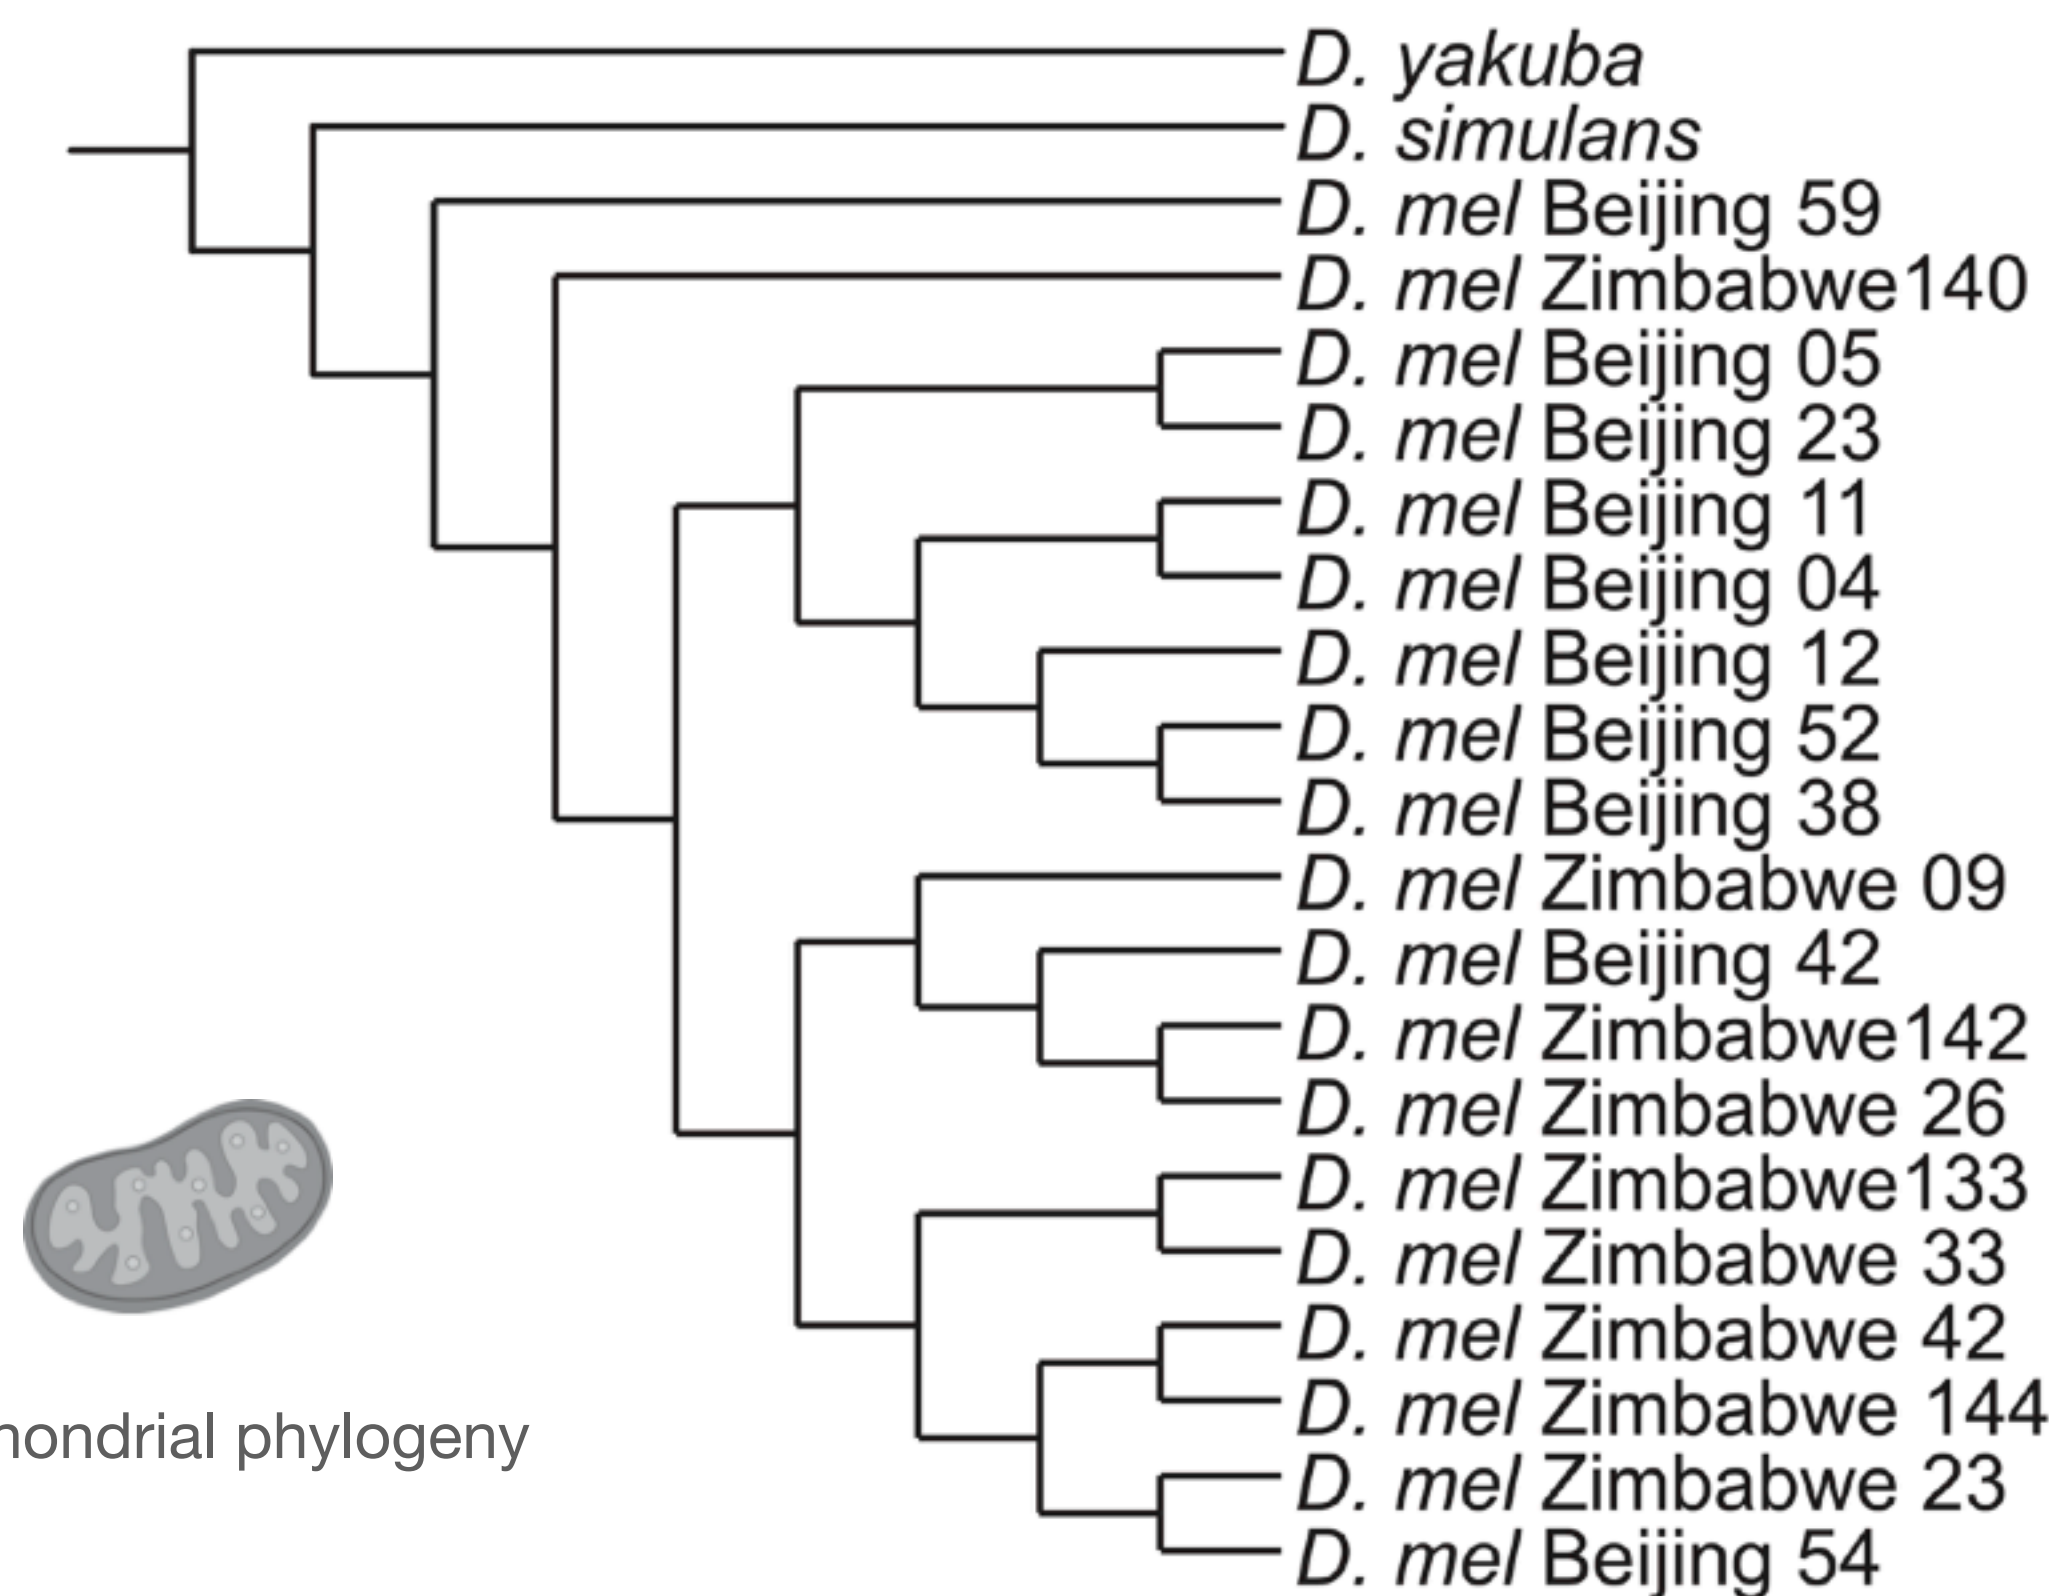 D. yakuba
D. simulans
D. mel Beijing 59
D. mel Zimbabwe140
D. mel Beijing 05
D. mel Beijing 23
D. mel Beijing 11
D. mel Beijing 04
D. mel Beijing 12
D. mel Beijing 52
D. mel Beijing 38
D. mel Zimbabwe 09
D. mel Beijing 42
D. mel Zimbabwe142
D. mel Zimbabwe 26
D. mel Zimbabwe133
D. mel Zimbabwe 33
D. mel Zimbabwe 42
D. mel Zimbabwe 144
hondrial phylogeny
D. mel Zimbabwe 23
D. mel Beijing 54